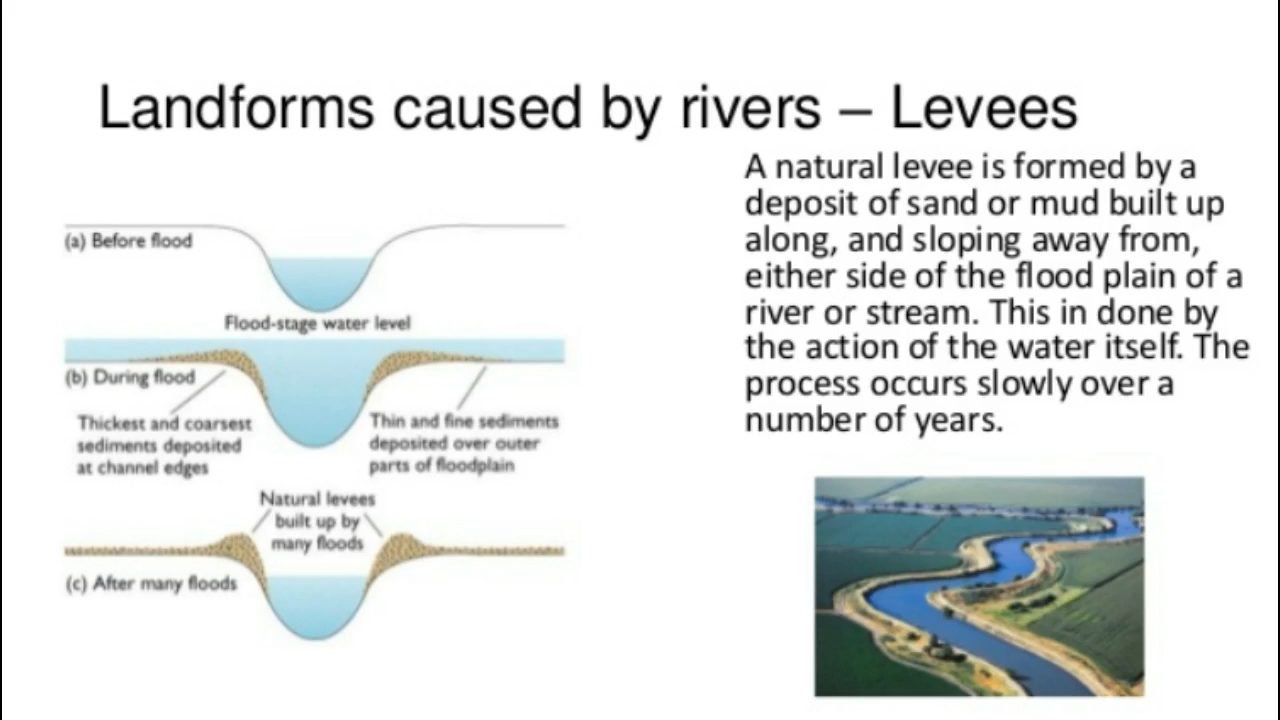 Landforms caused by rivers – Levees
A natural levee is formed by a
deposit of sand or mud built up
along, and sloping away from,
either side of the flood plain of a
river or stream. This in done by
the action of the water itself. The
process occurs slowly over a
number of years.
(a) Before flood
Flood-stage water level
(b) During flood
Thickest and coarsest
sediments deposited
at channel edges
Thin and fine sediments
deposited over outer
parts of floodplain
Natural levees
built up by
many floods
(c) After many floods